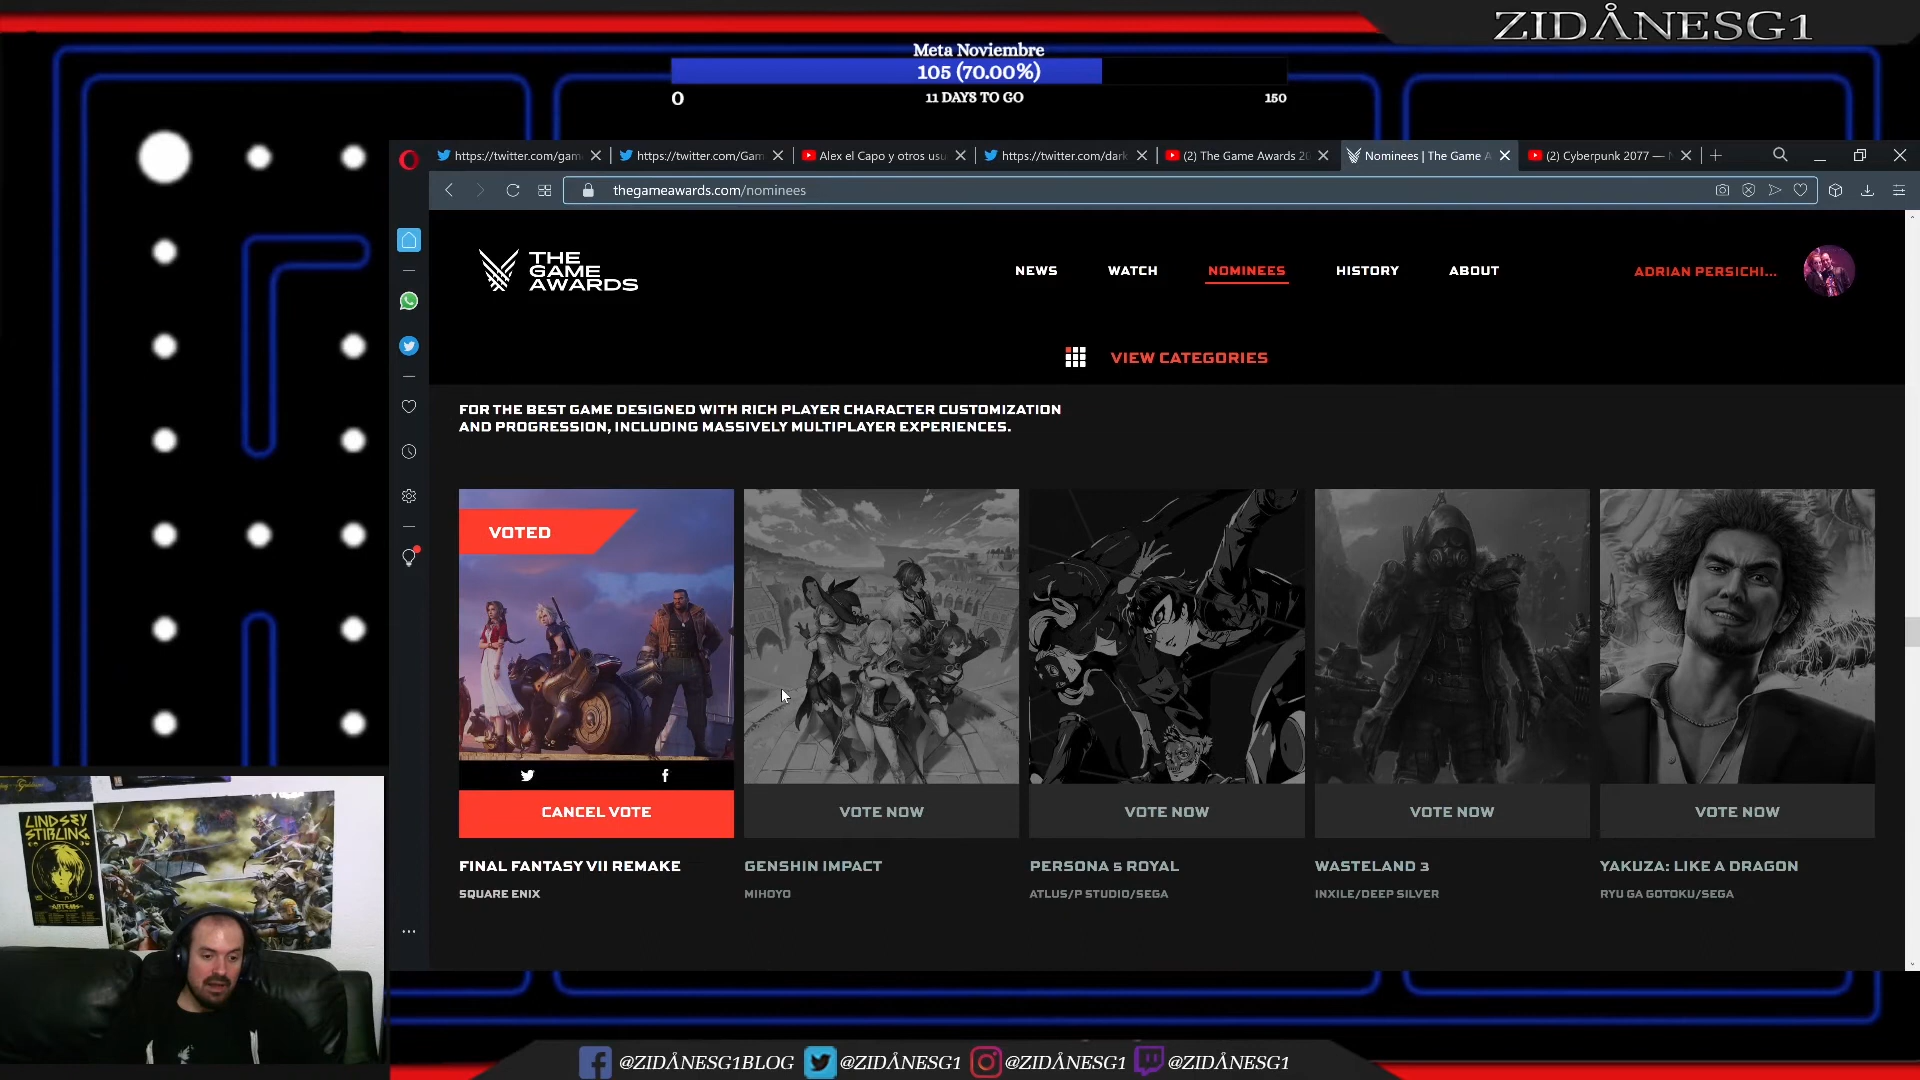 ZIDÅNESG1
Meta Noviembre
105 (70.00%)
0
11 DAYS TO GO
150
https://twitter.com/gam
https://twitter.com/Gam
Alex el Capo y otros usu
https://twitter.com/dark
(2) The Game Awards 20
Nominees | The Game A
(2) Cyberpunk 2077 — N
thegameawards.com/nominees
THE
GAME
AWARDS
NEWS
WATCH
NOMINEES
HISTORY
ABOUT
ADRIAN PERSICHI...
VIEW CATEGORIES
FOR THE BEST GAME DESIGNED WITH RICH PLAYER CHARACTER CUSTOMIZATION
AND PROGRESSION, INCLUDING MASSIVELY MULTIPLAYER EXPERIENCES.
VOTED
CANCEL VOTE
VOTE NOW
VOTE NOW
VOTE NOW
VOTE NOW
FINAL FANTASY VII REMAKE
GENSHIN IMPACT
PERSONA 5 ROYAL
WASTELAND 3
YAKUZA: LIKE A DRAGON
SQUARE ENIX
MIHOYO
ATLUS/P STUDIO/SEGA
INXILE/DEEP SILVER
RYU GA GOTOKU/SEGA
LINDSEY
STIRLING
ARTEMIS
@ZIDÅNESG1BLOG
@ZIDÅNESG1
@ZIDÅNESG1
@ZIDÅNESG1